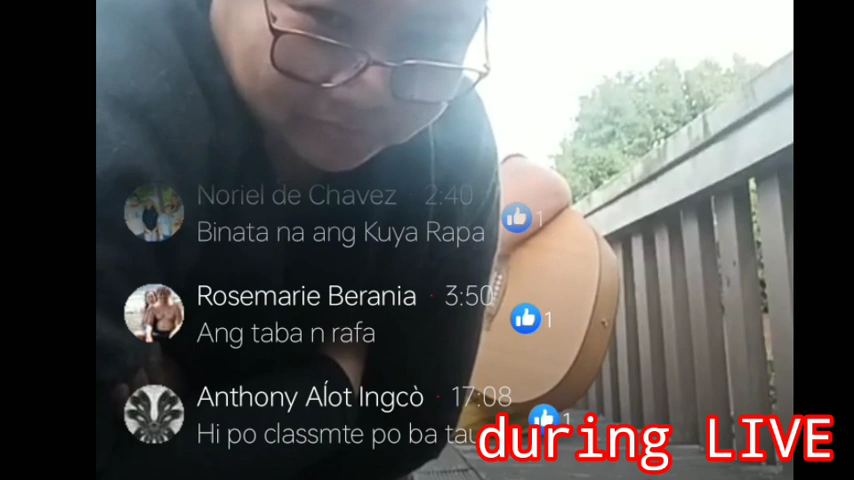 Noriel de Chavez 2:40
Binata na ang Kuya Rapa
1
Rosemarie Berania · 3:50
Ang taba n rafa
1
Anthony Alot Ingcò · 17:08
Hi po classmte po ba
1
during LIVE